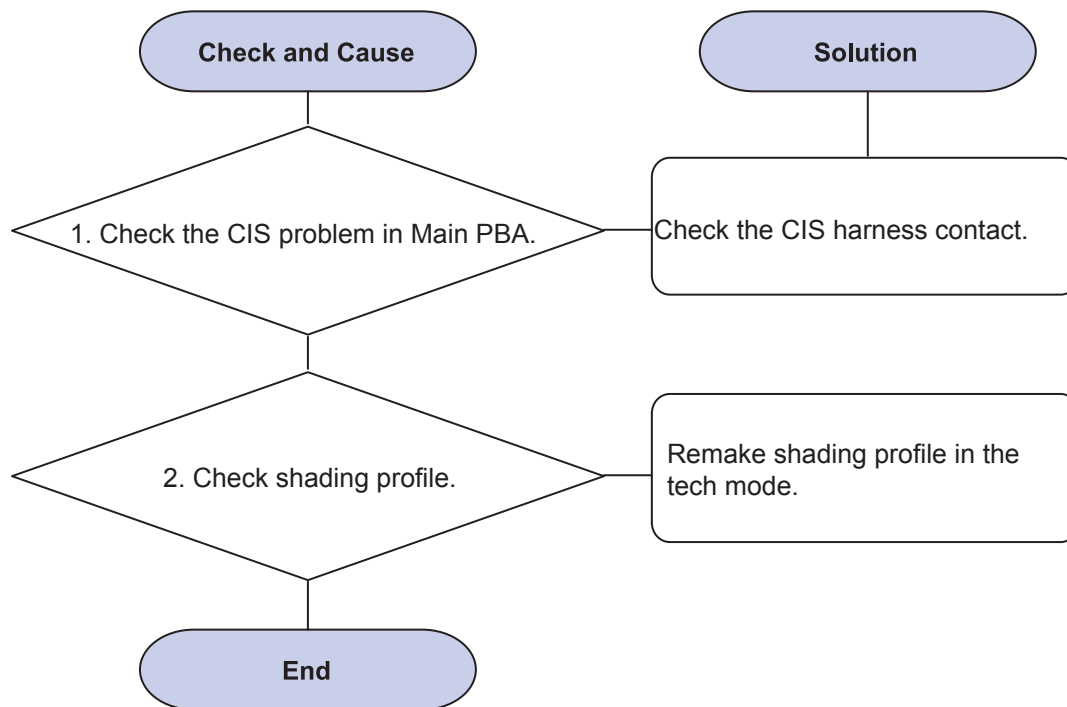 Check and Cause
Solution
1. Check the CIS problem in Main PBA.
Check the CIS harness contact.
2. Check shading profile.
Remake shading profile in the
tech mode.
End